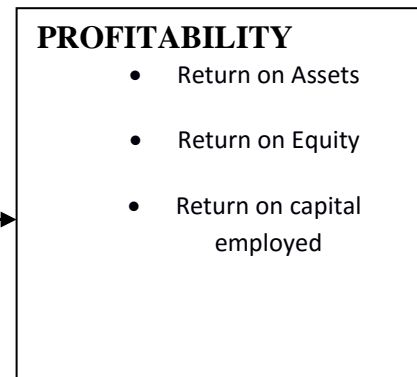 PROFITABILITY
• Return on Assets
• Return on Equity
• Return on capital
employed